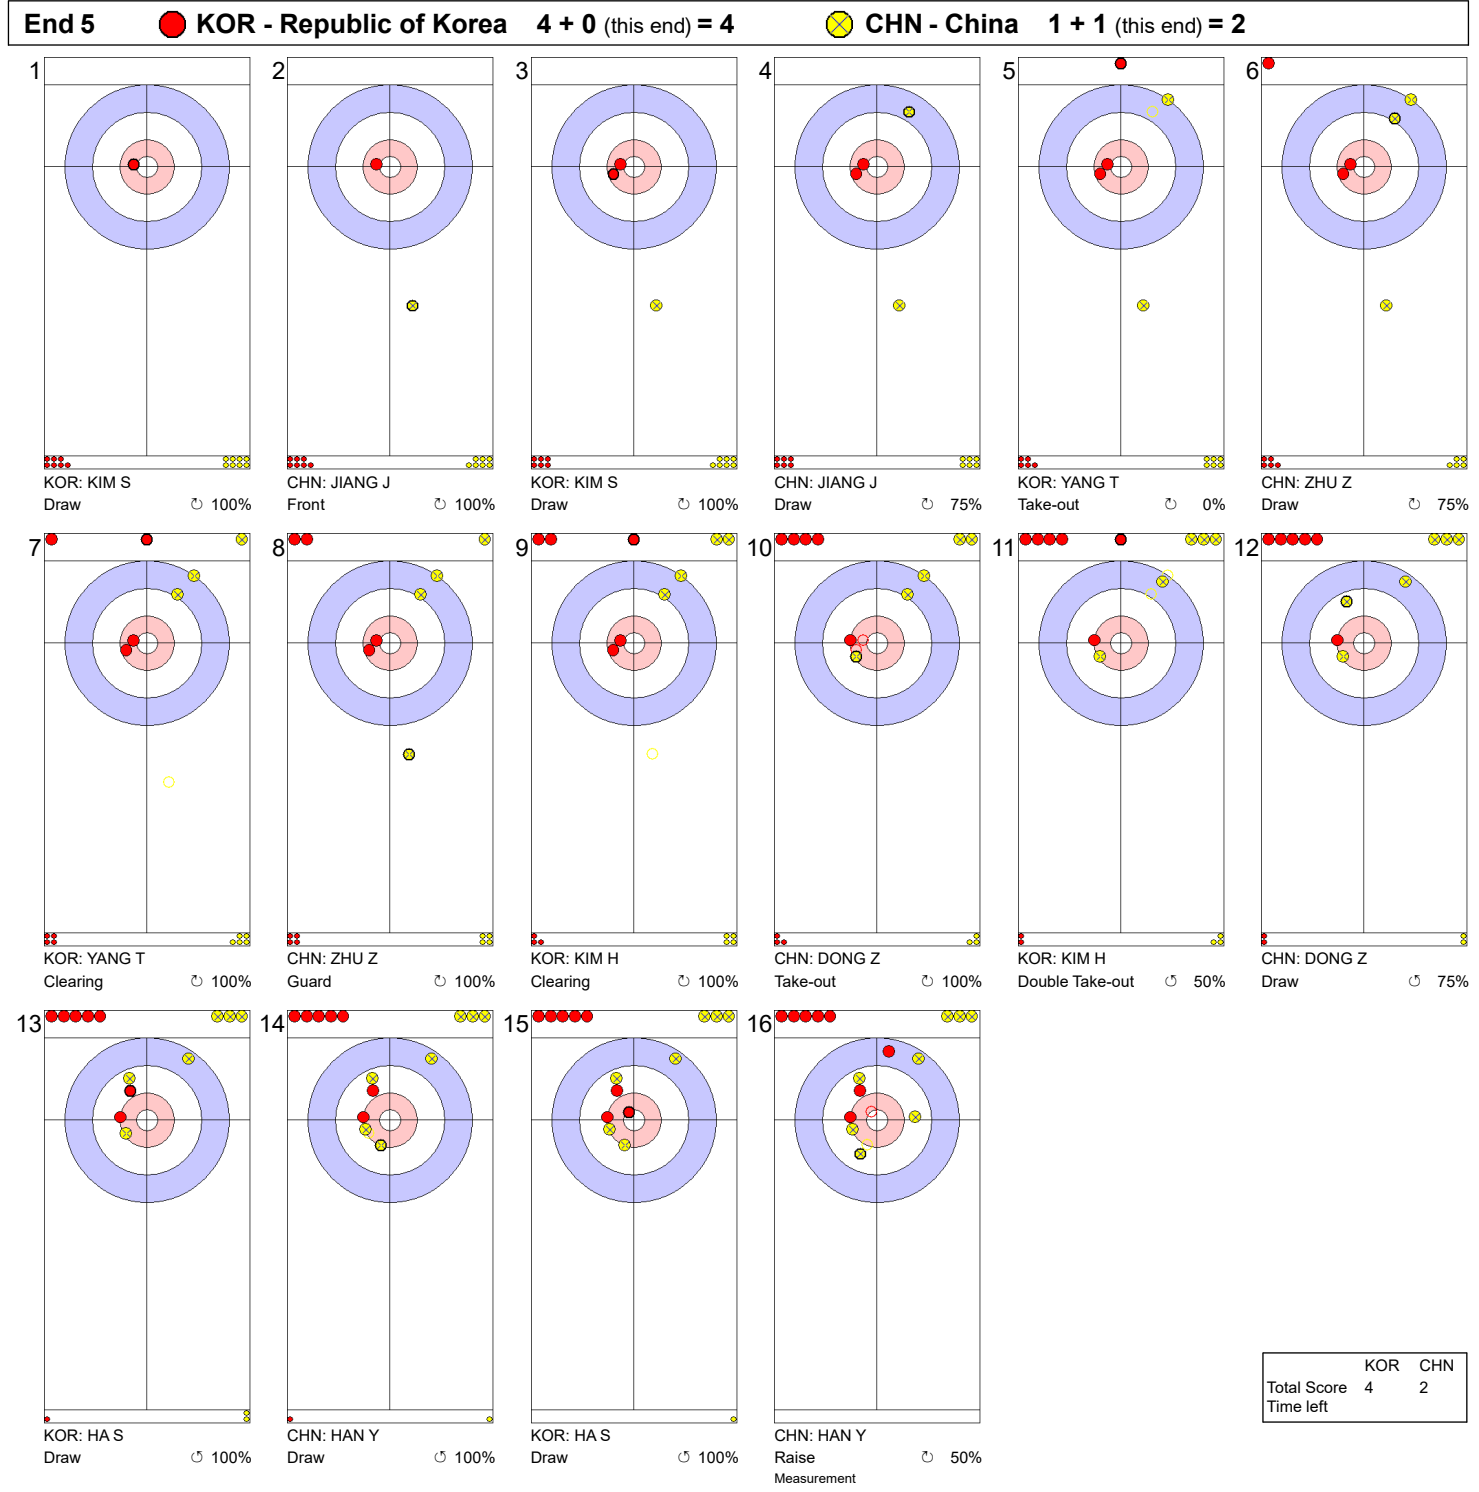 End 5 KOR - Republic of Korea 4 + 0 (this end) = 4 CHN - China 1 + 1 (this end) = 2
1 2 3 4 5 6
KOR: KIM S CHN: JIANG J KOR: KIM S CHN: JIANG J KOR: YANG T CHN: ZHU Z
Draw ↻ 100% Front ↻ 100% Draw ↻ 100% Draw ↻ 75% Take-out ↻ 0% Draw ↻ 75%
7 8 9 10 11 12
KOR: YANG T CHN: ZHU Z KOR: KIM H CHN: DONG Z KOR: KIM H CHN: DONG Z
Clearing ↻ 100% Guard ↻ 100% Clearing ↻ 100% Take-out ↻ 100% Double Take-out ↺ 50% Draw ↺ 75%
13 14 15 16
KOR: HA S CHN: HAN Y KOR: HA S CHN: HAN Y
Draw ↺ 100% Draw ↺ 100% Draw ↺ 100% Raise ↻ 50%
Measurement
KOR CHN
Total Score 4 2
Time left